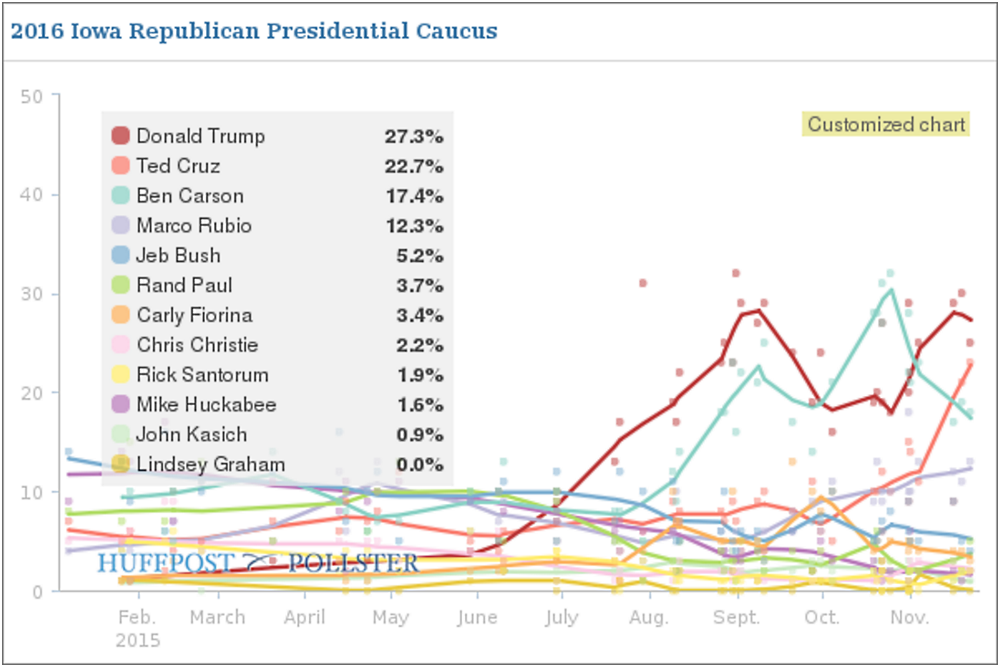 2016 Iowa Republican Presidential Caucus
50
Customized chart
Donald Trump 27.3%
Ted Cruz 22.7%
40
Ben Carson 17.4%
Marco Rubio 12.3%
Jeb Bush 5.2%
30
Rand Paul 3.7%
Carly Fiorina 3.4%
Chris Christie 2.2%
Rick Santorum 1.9%
20
Mike Huckabee 1.6%
John Kasich 0.9%
Lindsey Graham 0.0%
10
HUFFPOST POLLSTER
0
Feb. March April May June July Aug. Sept. Oct. Nov.
2015